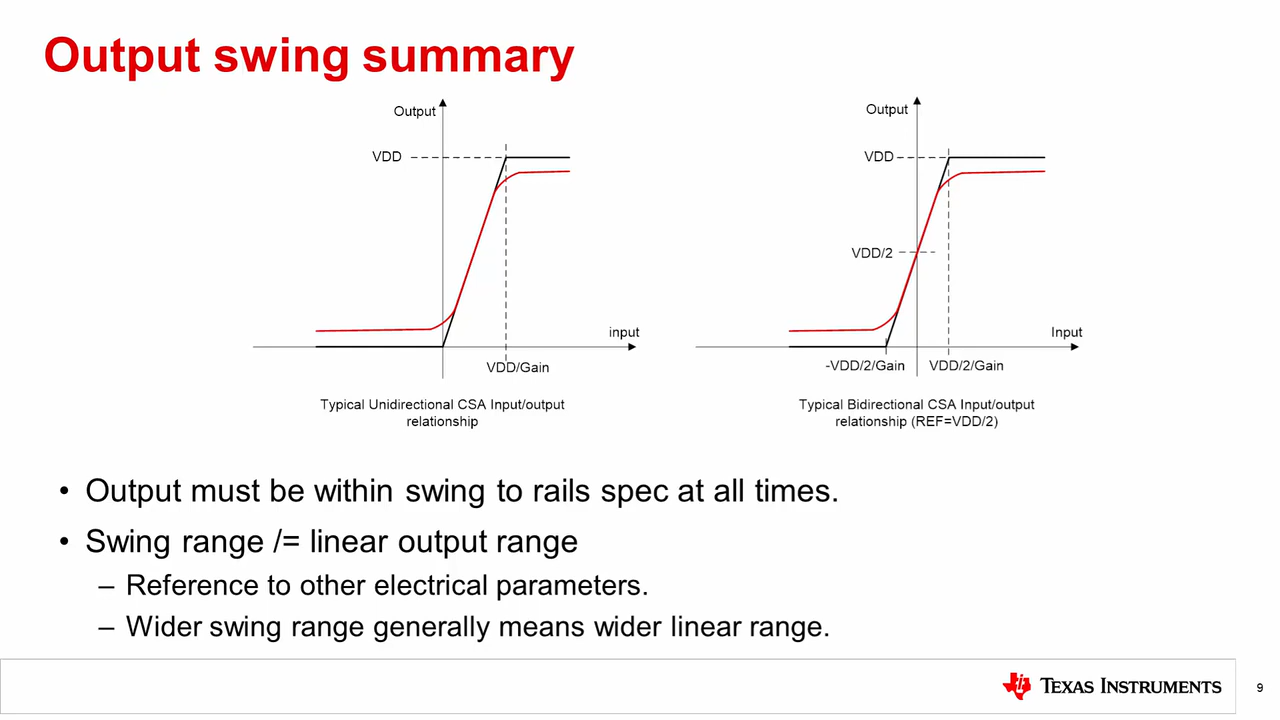 Output swing summary
Output
VDD
input
VDD/Gain
Typical Unidirectional CSA Input/output
relationship
Output
VDD
VDD/2
Input
-VDD/2/Gain
VDD/2/Gain
Typical Bidirectional CSA Input/output
relationship (REF=VDD/2)
• Output must be within swing to rails spec at all times.
• Swing range /= linear output range
– Reference to other electrical parameters.
– Wider swing range generally means wider linear range.
TEXAS INSTRUMENTS
9